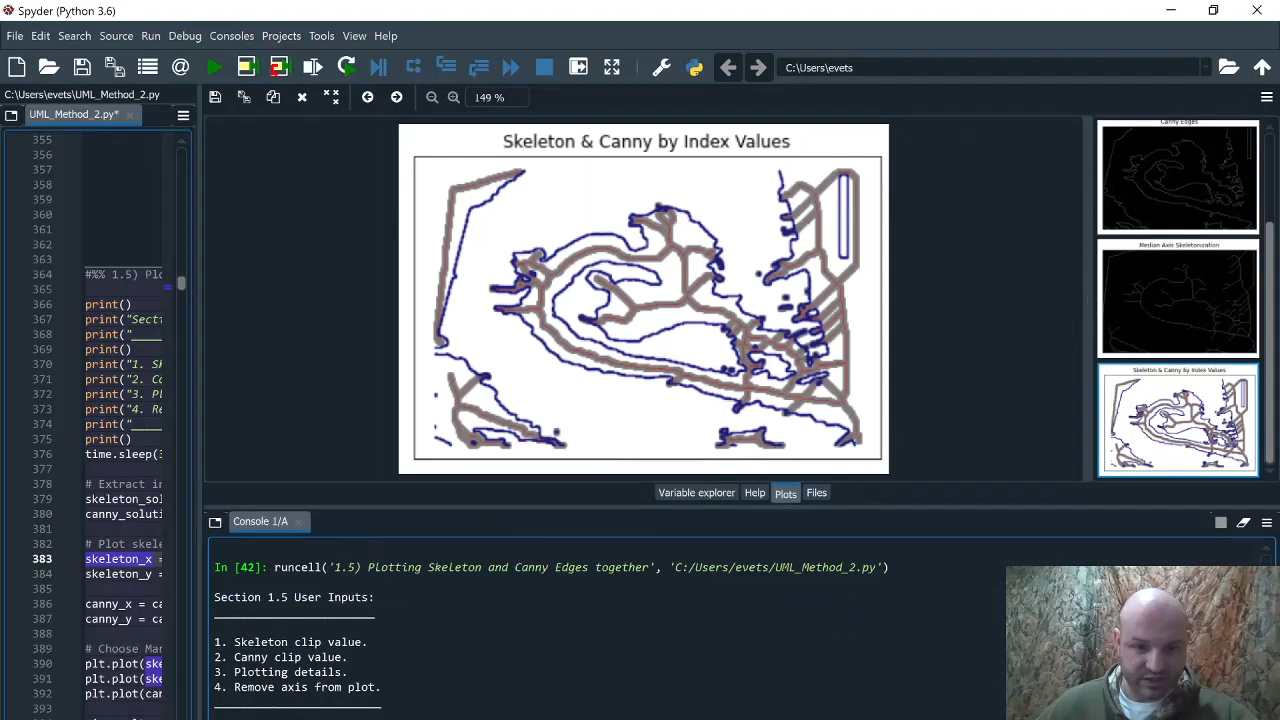 Spyder (Python 3.6)
File Edit Search Source Run Debug Consoles Projects Tools View Help
C:\Users\evets
C:\Users\evets\UML_Method_2.py
UML_Method_2.py*
149 %
Skeleton & Canny by Index Values
Canny Edges
Median Axis Skeletonization
Skeleton & Canny by Index Values
355
356
357
358
359
360
361
362
363
364 #%% 1.5) Plo
365
366 print()
367 print("Secti
368 print("
369 print()
370 print("1. Sk
371 print("2. Co
372 print("3. Pl
373 print("4. Re
374 print("
375 print()
376 time.sleep(3
377
378 # Extract in
379 skeleton_sol
380 canny_soluti
381
382 # Plot skele
383 skeleton_x =
384 skeleton_y =
385
386 canny_x = ca
387 canny_y = ca
388
389 # Choose Mar
390 plt.plot(ske
391 plt.plot(ske
392 plt.plot(can
393
Variable explorer Help Plots Files
Console 1/A
In [42]: runcell('1.5) Plotting Skeleton and Canny Edges together', 'C:/Users/evets/UML_Method_2.py')
Section 1.5 User Inputs:
1. Skeleton clip value.
2. Canny clip value.
3. Plotting details.
4. Remove axis from plot.